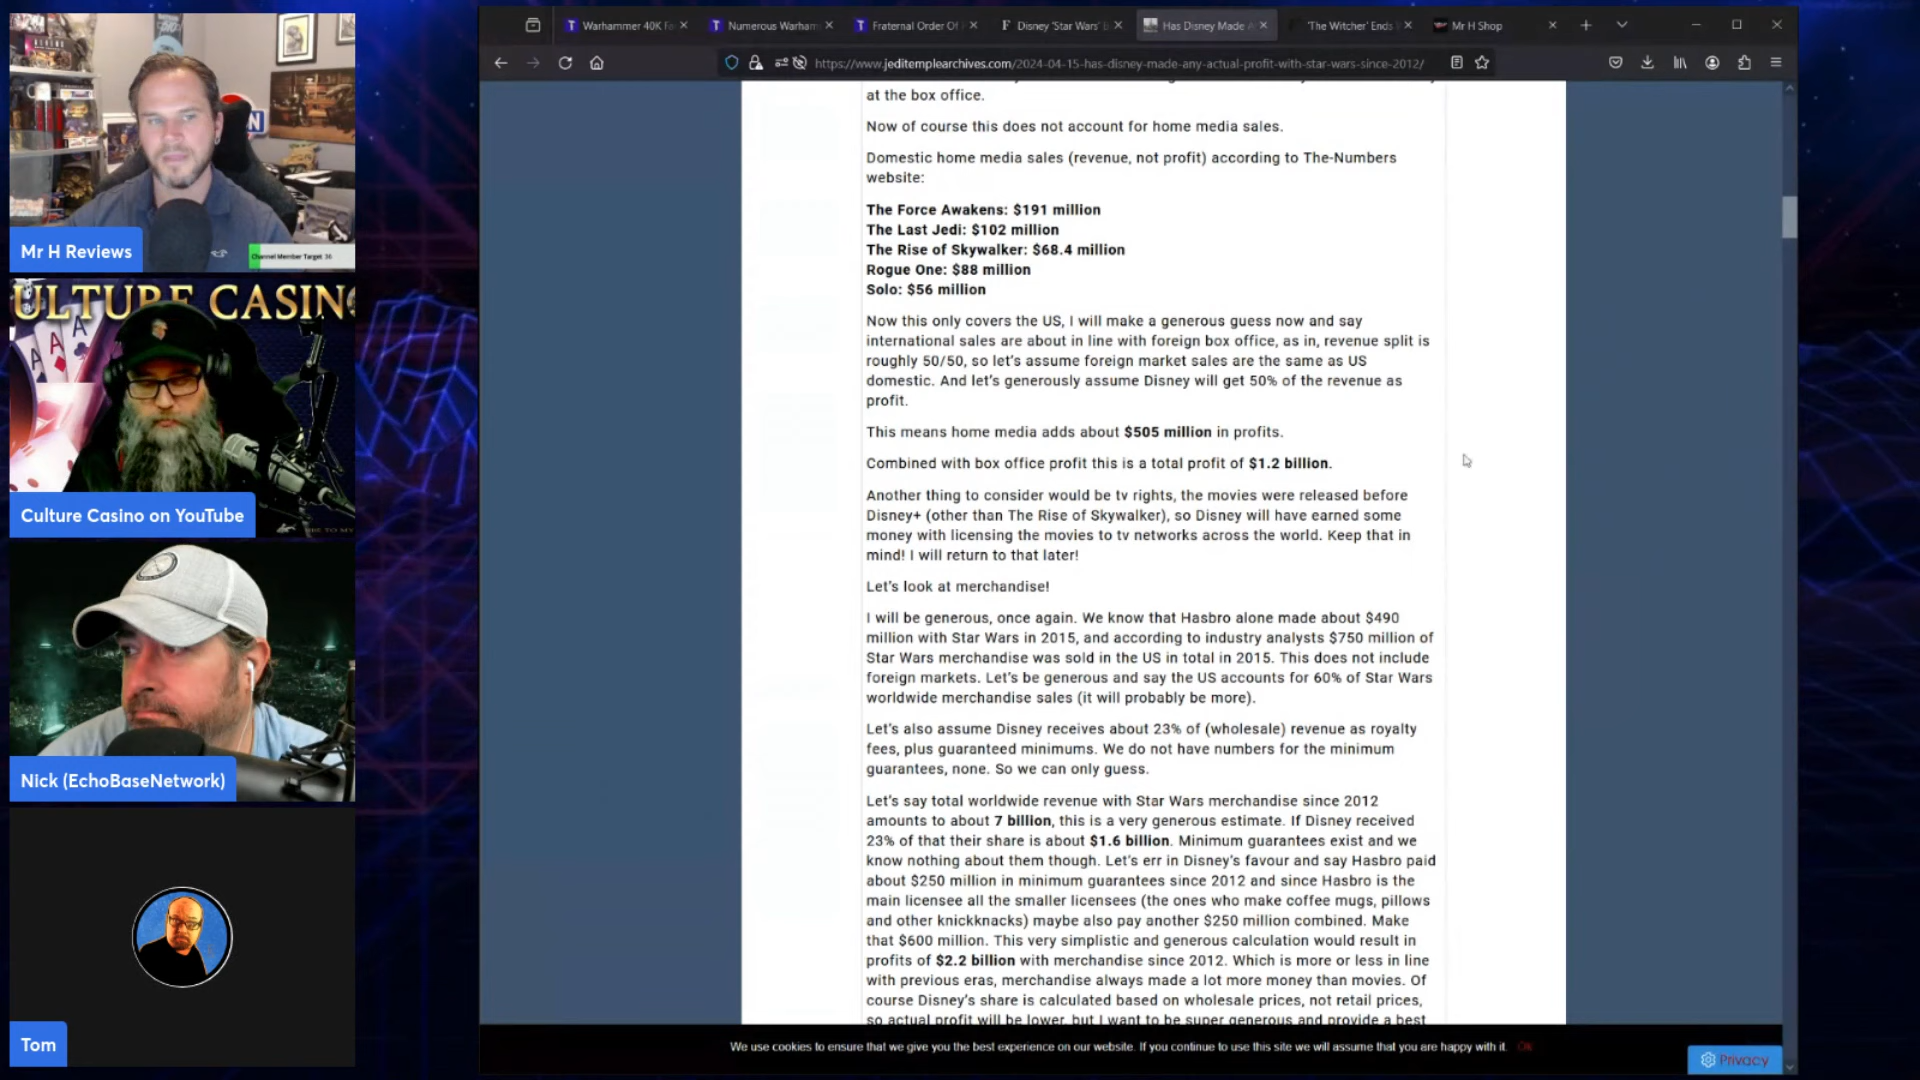 Warhammer 40K Fa
Numerous Warham
Fraternal Order Of
Disney 'Star Wars' E
Has Disney Made A
'The Witcher' Ends
Mr H Shop
https://www.jeditemplearchives.com/2024-04-15-has-disney-made-any-actual-profit-with-star-wars-since-2012/
at the box office.
Now of course this does not account for home media sales.
Domestic home media sales (revenue, not profit) according to The-Numbers
website:
The Force Awakens: $191 million
The Last Jedi: $102 million
The Rise of Skywalker: $68.4 million
Rogue One: $88 million
Solo: $56 million
Now this only covers the US, I will make a generous guess now and say
international sales are about in line with foreign box office, as in, revenue split is
roughly 50/50, so let's assume foreign market sales are the same as US
domestic. And let's generously assume Disney will get 50% of the revenue as
profit.
This means home media adds about $505 million in profits.
Combined with box office profit this is a total profit of $1.2 billion.
Another thing to consider would be tv rights, the movies were released before
Disney+ (other than The Rise of Skywalker), so Disney will have earned some
money with licensing the movies to tv networks across the world. Keep that in
mind! I will return to that later!
Let's look at merchandise!
I will be generous, once again. We know that Hasbro alone made about $490
million with Star Wars in 2015, and according to industry analysts $750 million of
Star Wars merchandise was sold in the US in total in 2015. This does not include
foreign markets. Let's be generous and say the US accounts for 60% of Star Wars
worldwide merchandise sales (it will probably be more).
Let's also assume Disney receives about 23% of (wholesale) revenue as royalty
fees, plus guaranteed minimums. We do not have numbers for the minimum
guarantees, none. So we can only guess.
Let's say total worldwide revenue with Star Wars merchandise since 2012
amounts to about 7 billion, this is a very generous estimate. If Disney received
23% of that their share is about $1.6 billion. Minimum guarantees exist and we
know nothing about them though. Let's err in Disney's favour and say Hasbro paid
about $250 million in minimum guarantees since 2012 and since Hasbro is the
main licensee all the smaller licensees (the ones who make coffee mugs, pillows
and other knickknacks) maybe also pay another $250 million combined. Make
that $600 million. This very simplistic and generous calculation would result in
profits of $2.2 billion with merchandise since 2012. Which is more or less in line
with previous eras, merchandise always made a lot more money than movies. Of
course Disney's share is calculated based on wholesale prices, not retail prices,
so actual profit will be lower, but I want to be super generous and provide a best
We use cookies to ensure that we give you the best experience on our website. If you continue to use this site we will assume that you are happy with it. Ok
Privacy
Channel Member Target 36
Mr H Reviews
ULTURE CASINO
A
A
A
Culture Casino on YouTube
Nick (EchoBaseNetwork)
Tom